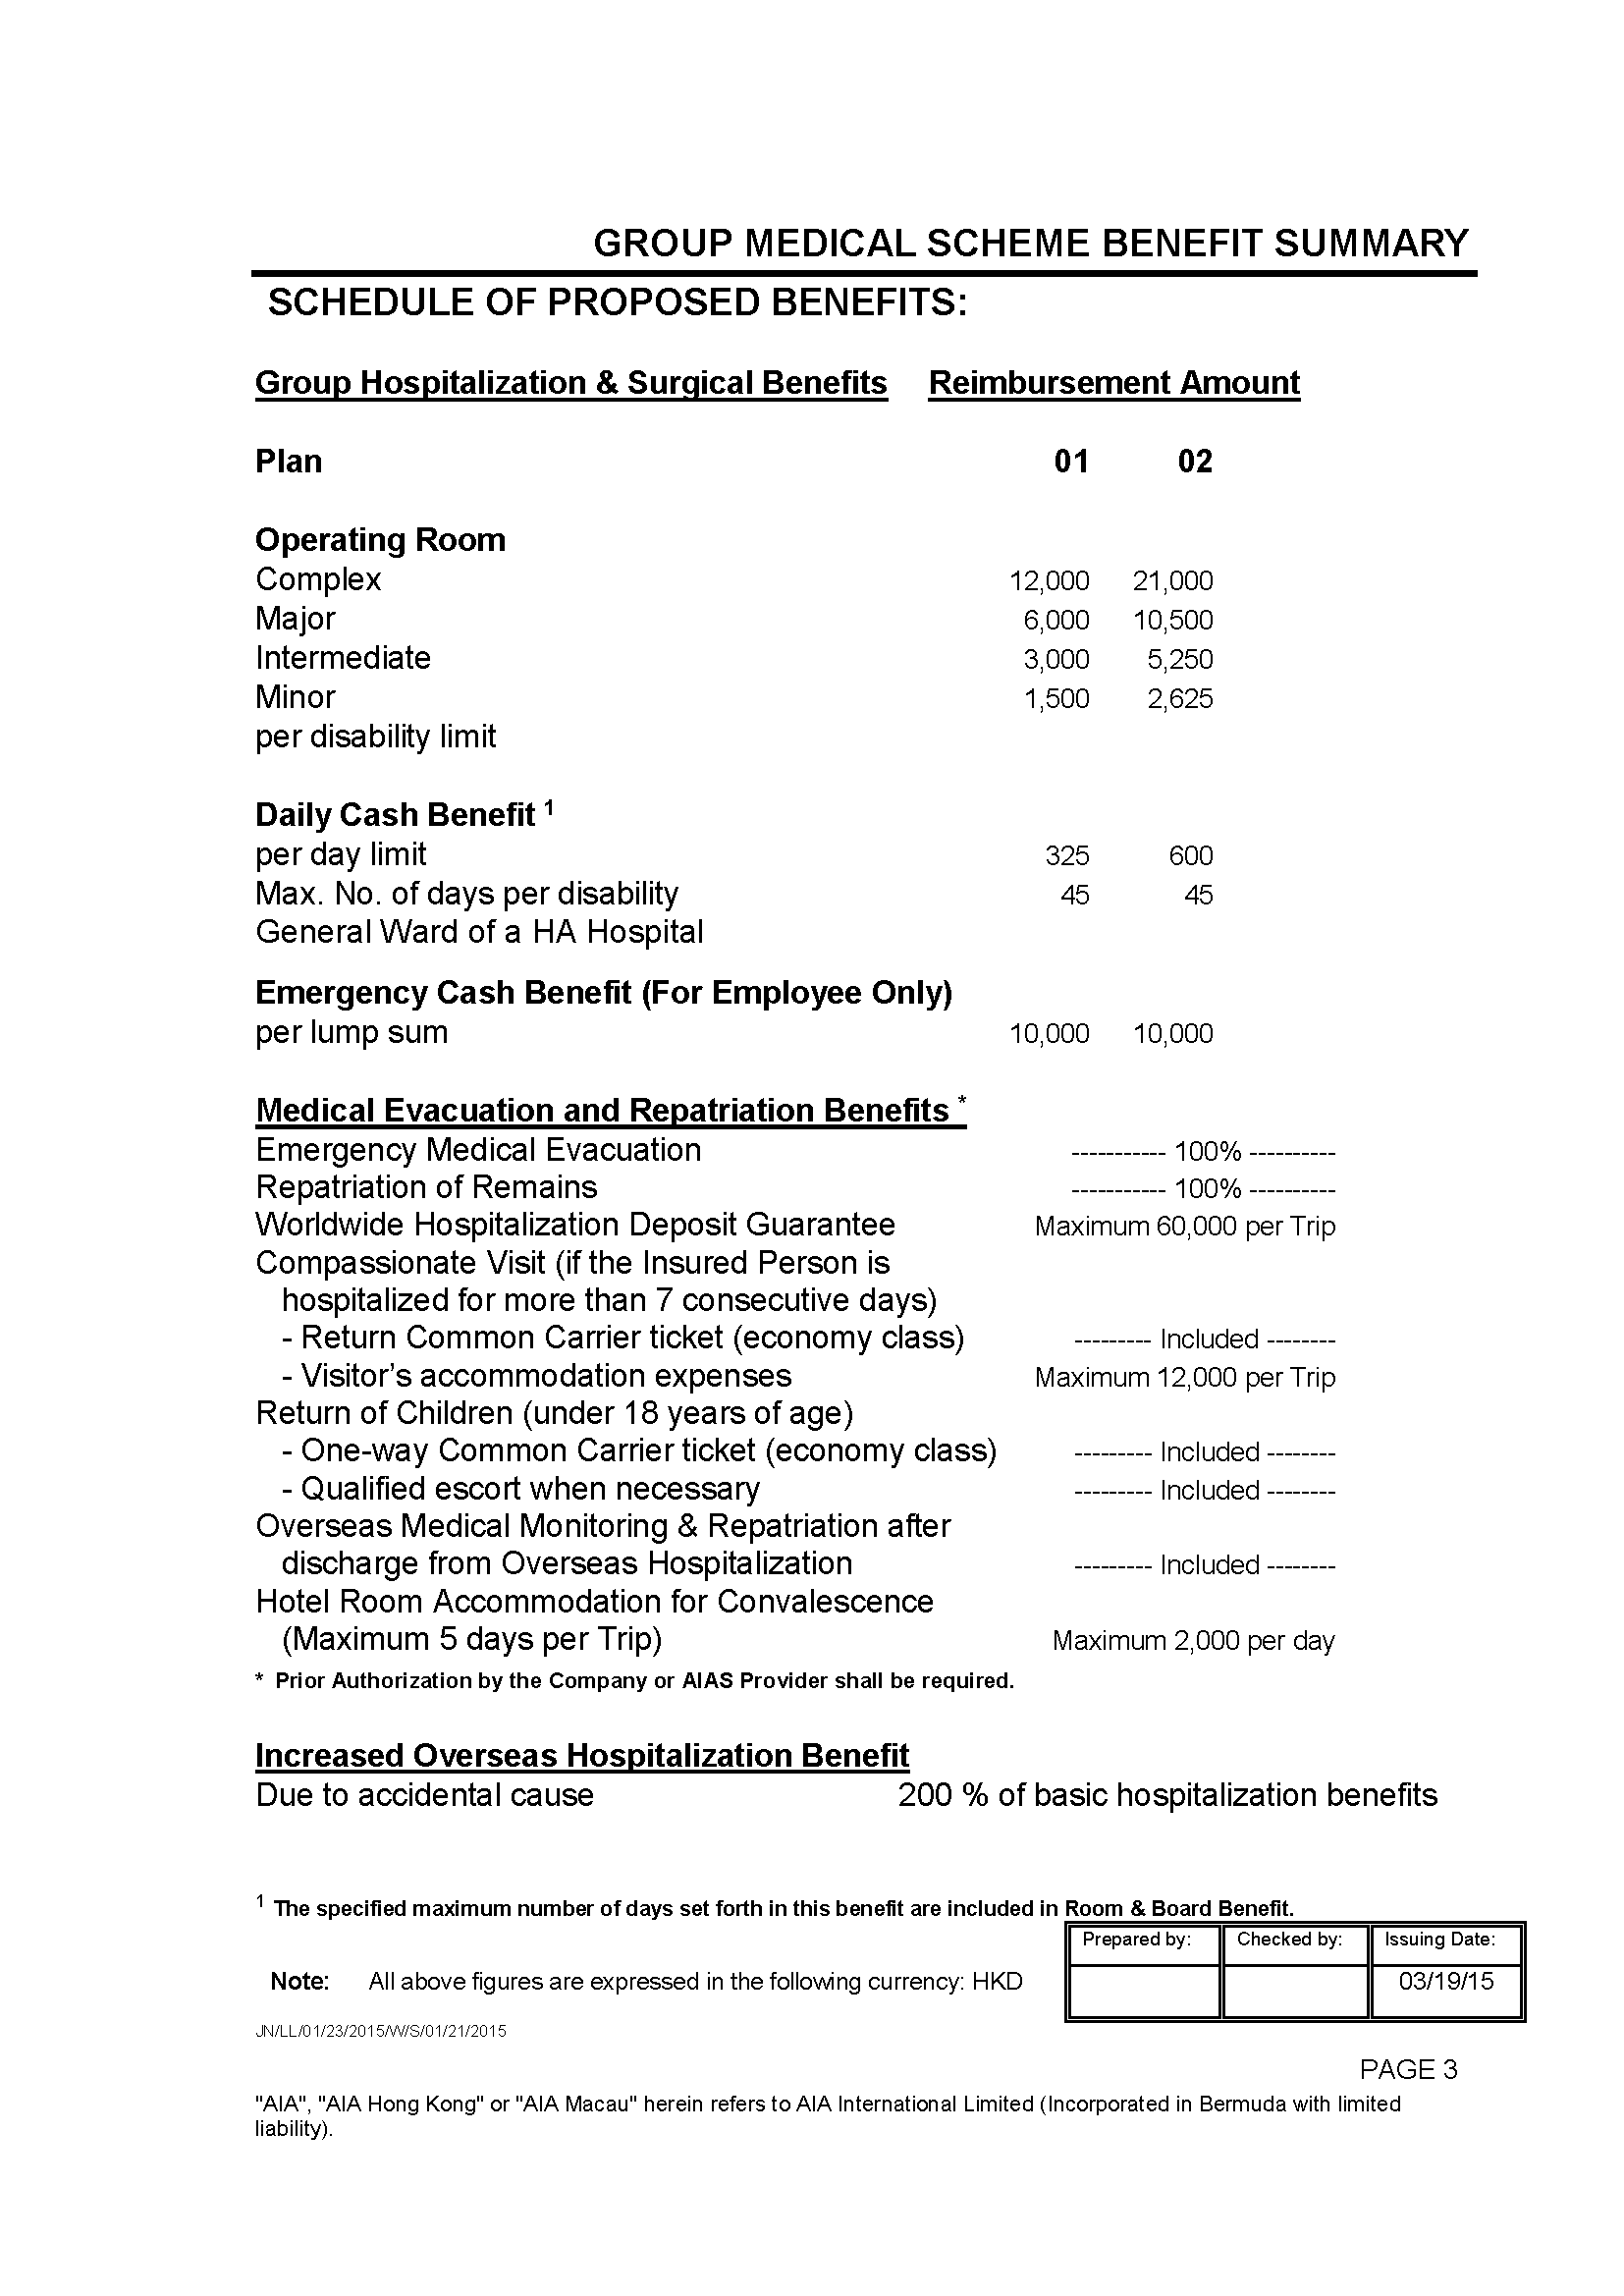 GROUP MEDICAL SCHEME BENEFIT SUMMARY
SCHEDULE OF PROPOSED BENEFITS:
Group Hospitalization & Surgical Benefits Reimbursement Amount
Plan 01 02
Operating Room
Complex 12,000 21,000
Major 6,000 10,500
Intermediate 3,000 5,250
Minor 1,500 2,625
per disability limit
Daily Cash Benefit 1
per day limit 325 600
Max. No. of days per disability 45 45
General Ward of a HA Hospital
Emergency Cash Benefit (For Employee Only)
per lump sum 10,000 10,000
Medical Evacuation and Repatriation Benefits *
Emergency Medical Evacuation ----------- 100% ----------
Repatriation of Remains ----------- 100% ----------
Worldwide Hospitalization Deposit Guarantee Maximum 60,000 per Trip
Compassionate Visit (if the Insured Person is
hospitalized for more than 7 consecutive days)
- Return Common Carrier ticket (economy class) --------- Included --------
- Visitor’s accommodation expenses Maximum 12,000 per Trip
Return of Children (under 18 years of age)
- One-way Common Carrier ticket (economy class) --------- Included --------
- Qualified escort when necessary --------- Included --------
Overseas Medical Monitoring & Repatriation after
discharge from Overseas Hospitalization --------- Included --------
Hotel Room Accommodation for Convalescence
(Maximum 5 days per Trip) Maximum 2,000 per day
* Prior Authorization by the Company or AIAS Provider shall be required.
Increased Overseas Hospitalization Benefit
Due to accidental cause 200 % of basic hospitalization benefits
1 The specified maximum number of days set forth in this benefit are included in Room & Board Benefit.
Prepared by: Checked by: Issuing Date:
Note: All above figures are expressed in the following currency: HKD 03/19/15
JN/LL/01/23/2015/W/S/01/21/2015
PAGE 3
"AIA", "AIA Hong Kong" or "AIA Macau" herein refers to AIA International Limited (Incorporated in Bermuda with limited
liability).